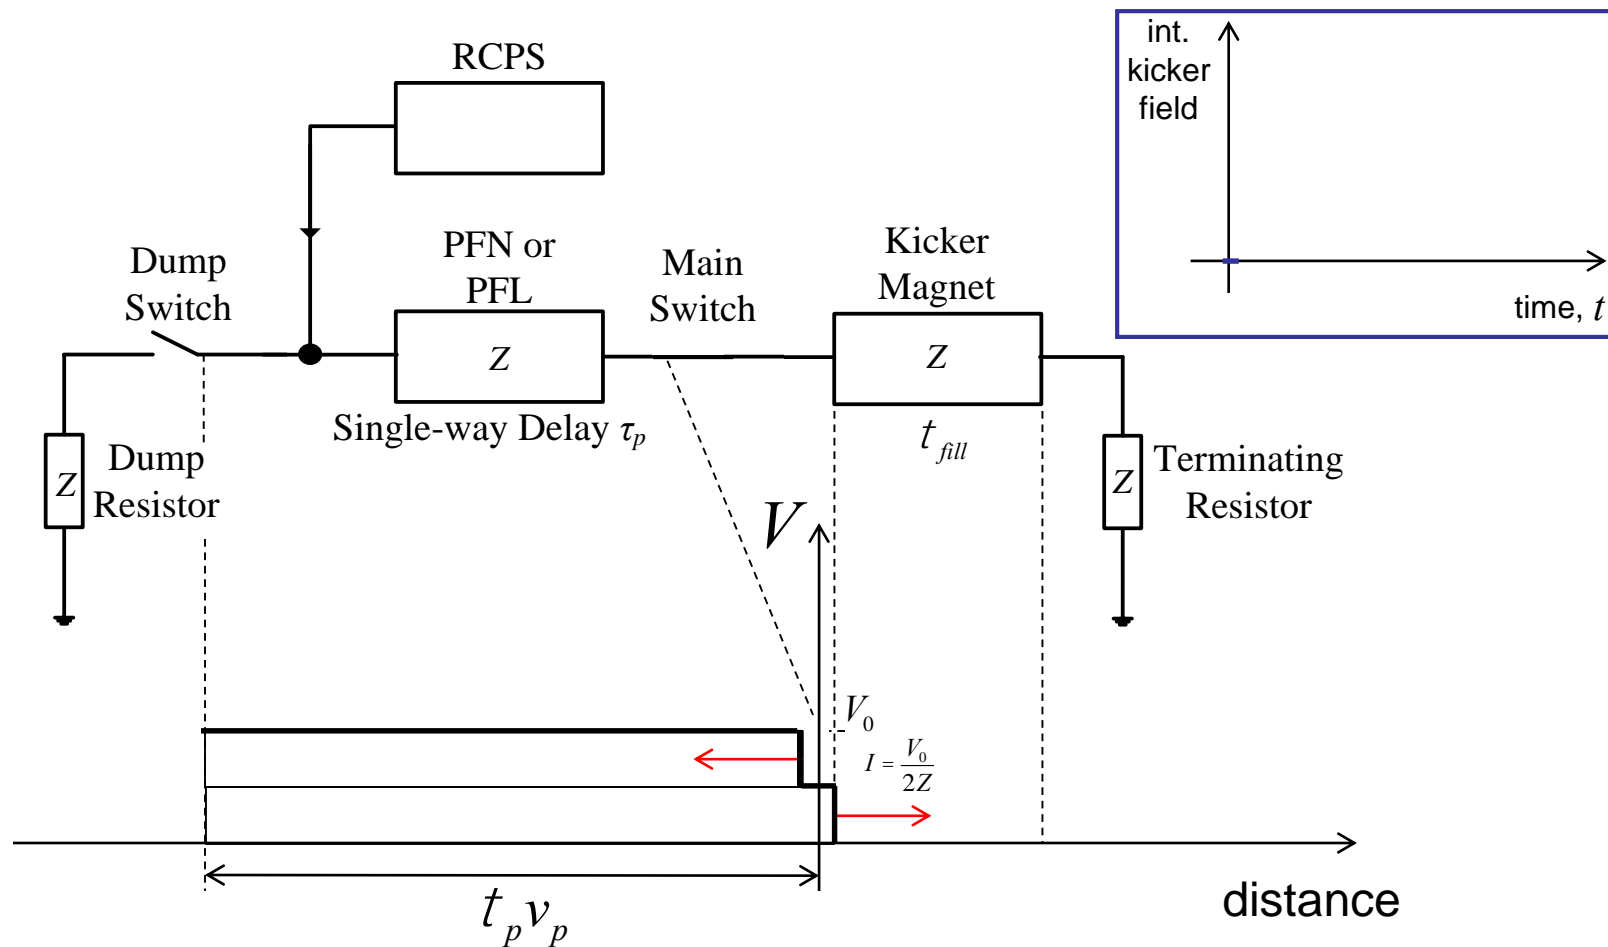 RCPS
int.
kicker
field
time, t
Dump
Switch
PFN or
PFL
Main
Switch
Kicker
Magnet
Z
Z
Single-way Delay τp
t fill
Z
Dump
Resistor
Z
Terminating
Resistor
V
V0
I = V0/2Z
t p v p
distance